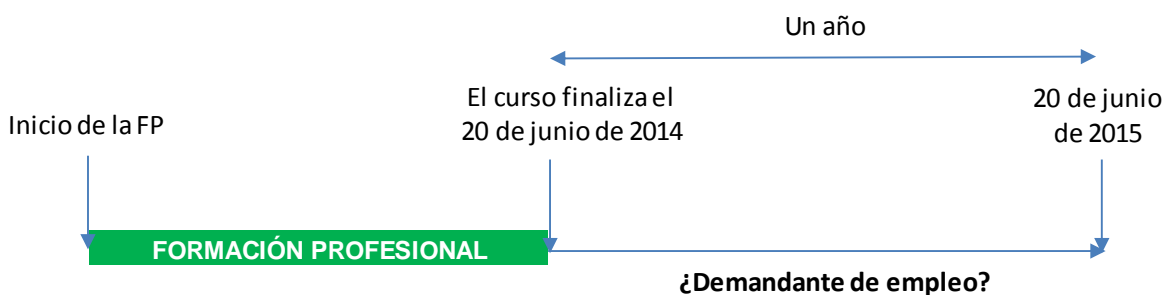 Un año
El curso finaliza el
20 de junio de 2014
20 de junio
de 2015
Inicio de la FP
FORMACIÓN PROFESIONAL
¿Demandante de empleo?